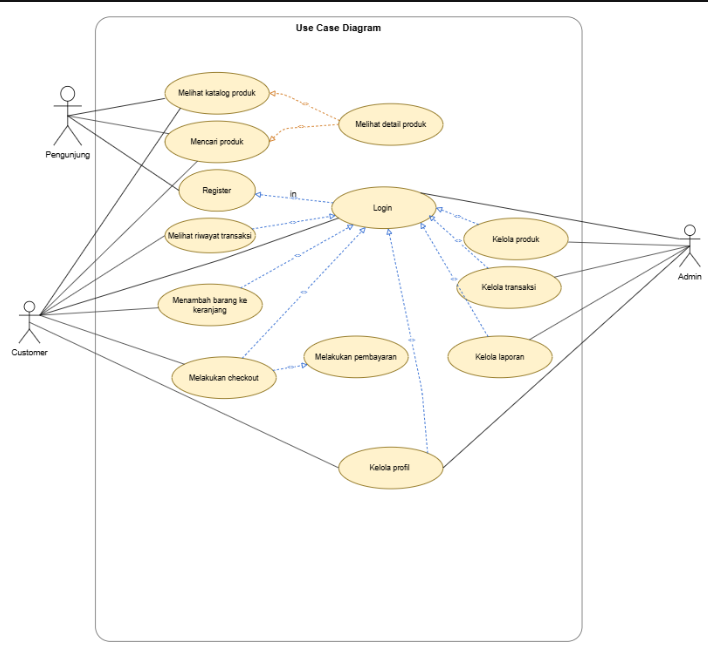 Use Case Diagram
Melihat katalog produk
Melihat detail produk
Pengunjung
Mencari produk
Register
in
Login
Melihat riwayat transaksi
Kelola produk
Admin
Kelola transaksi
Menambah barang ke
keranjang
Customer
Melakukan pembayaran
Kelola laporan
Melakukan checkout
Kelola profil